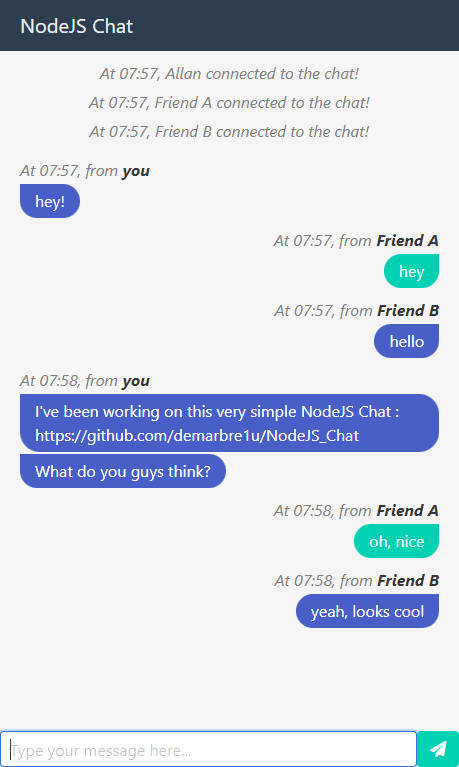 NodeJS Chat
At 07:57, Allan connected to the chat!
At 07:57, Friend A connected to the chat!
At 07:57, Friend B connected to the chat!
At 07:57, from you
hey!
At 07:57, from Friend A
hey
At 07:57, from Friend B
hello
At 07:58, from you
I've been working on this very simple NodeJS Chat :
https://github.com/demarbre1u/NodeJS_Chat
What do you guys think?
At 07:58, from Friend A
oh, nice
At 07:58, from Friend B
yeah, looks cool
Type your message here...